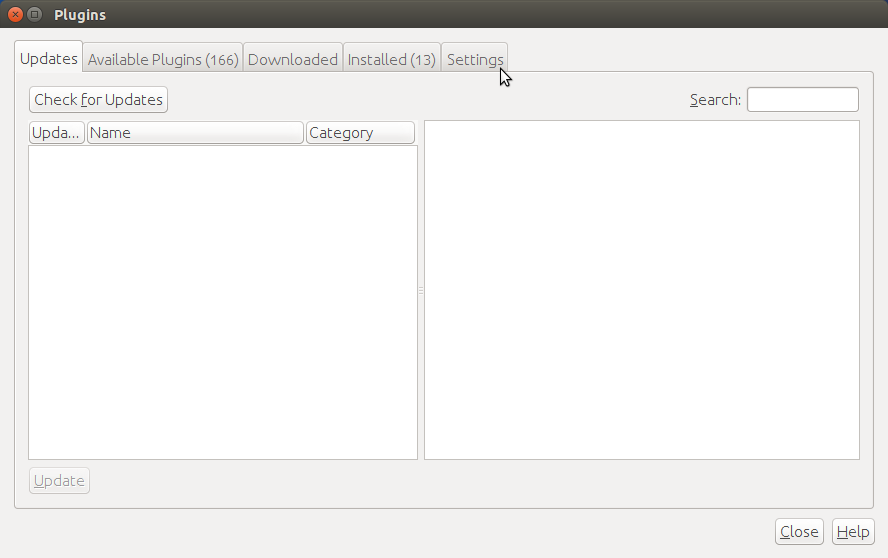 Plugins
Updates Available Plugins (166) Downloaded Installed (13) Settings
Check for Updates Search:
Upda... Name Category
Update
Close Help